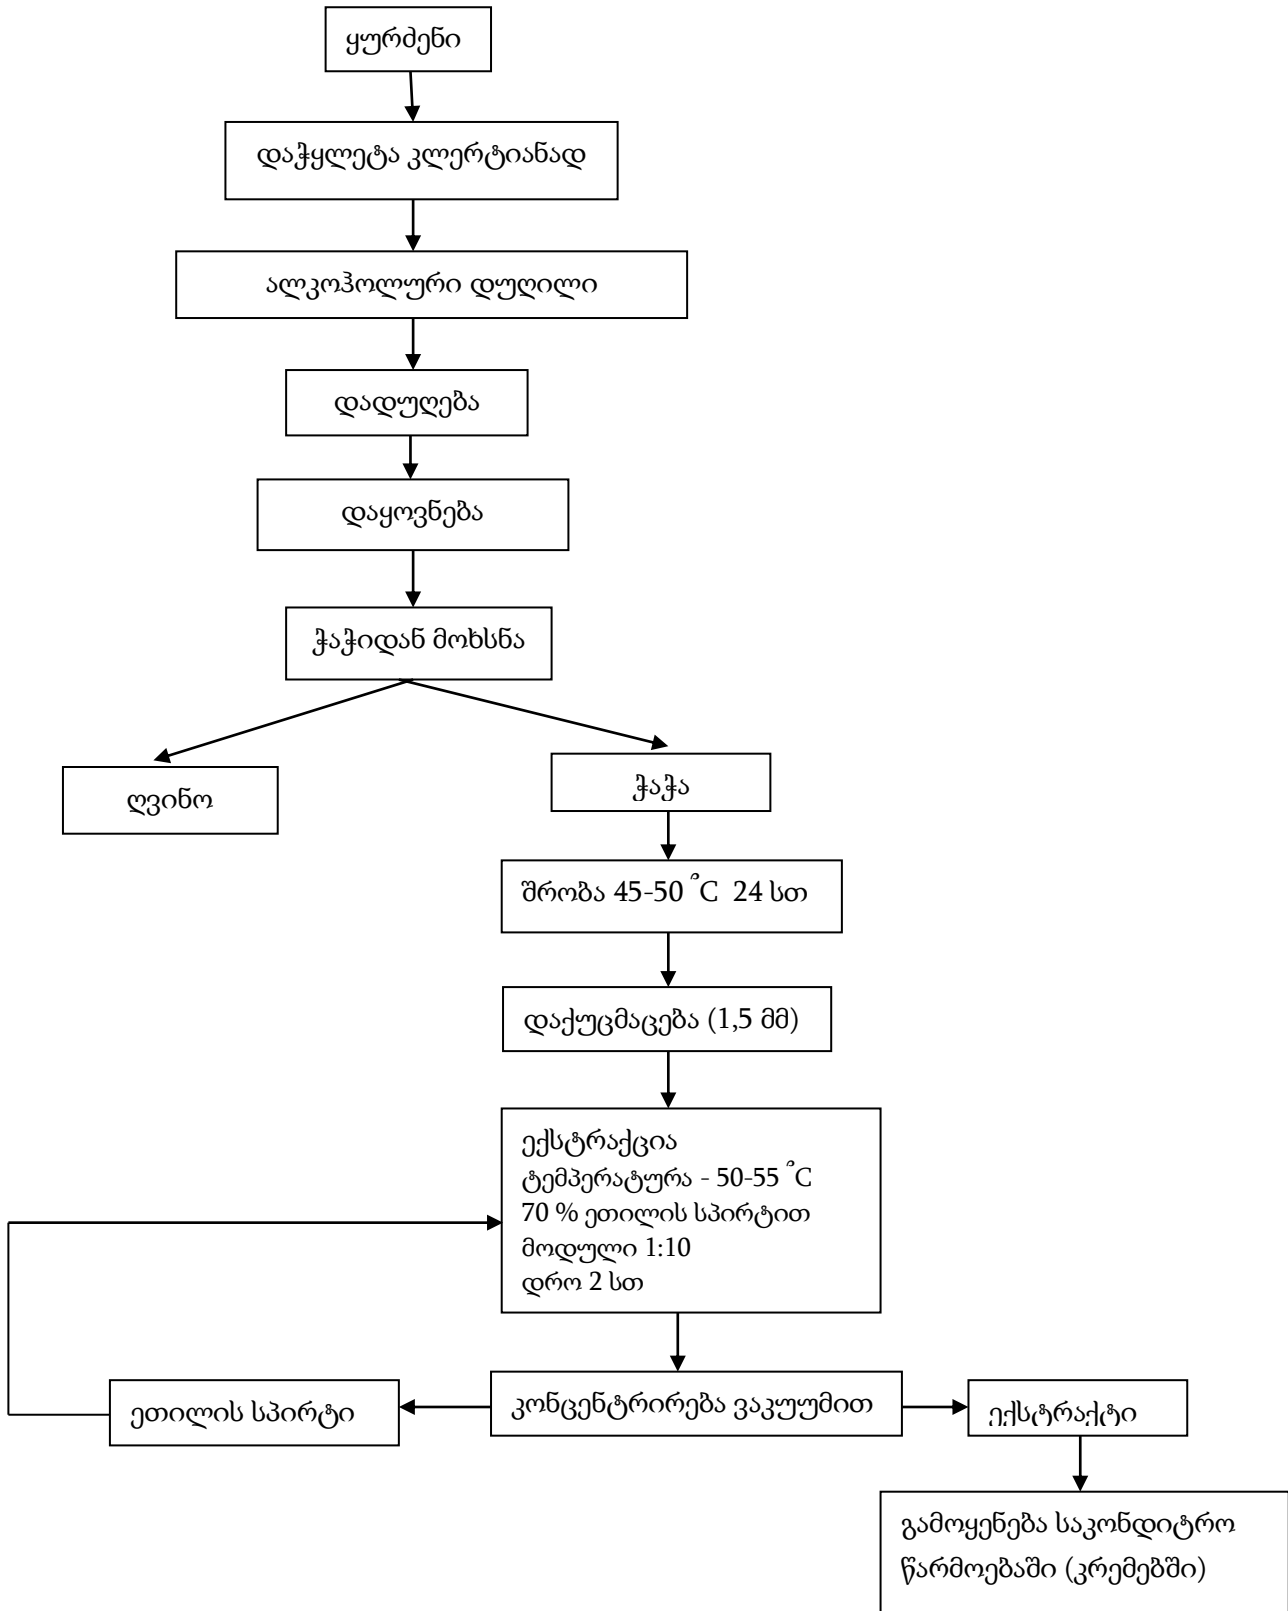 ყურძენი
დაჭყლეტა კლერტიანად
ალკოჰოლური დუღილი
დადუღება
დაყოვნება
ჭაჭიდან მოხსნა
ღვინო
ჭაჭა
შრობა 45-50 ˚C 24 სთ
დაქუცმაცება (1,5 მმ)
ექსტრაქცია
ტემპერატურა - 50-55 ˚C
70 % ეთილის სპირტით
მოდული 1:10
დრო 2 სთ
ეთილის სპირტი
კონცენტრირება ვაკუუმით
ექსტრაქტი
გამოყენება საკონდიტრო
წარმოებაში (კრემებში)